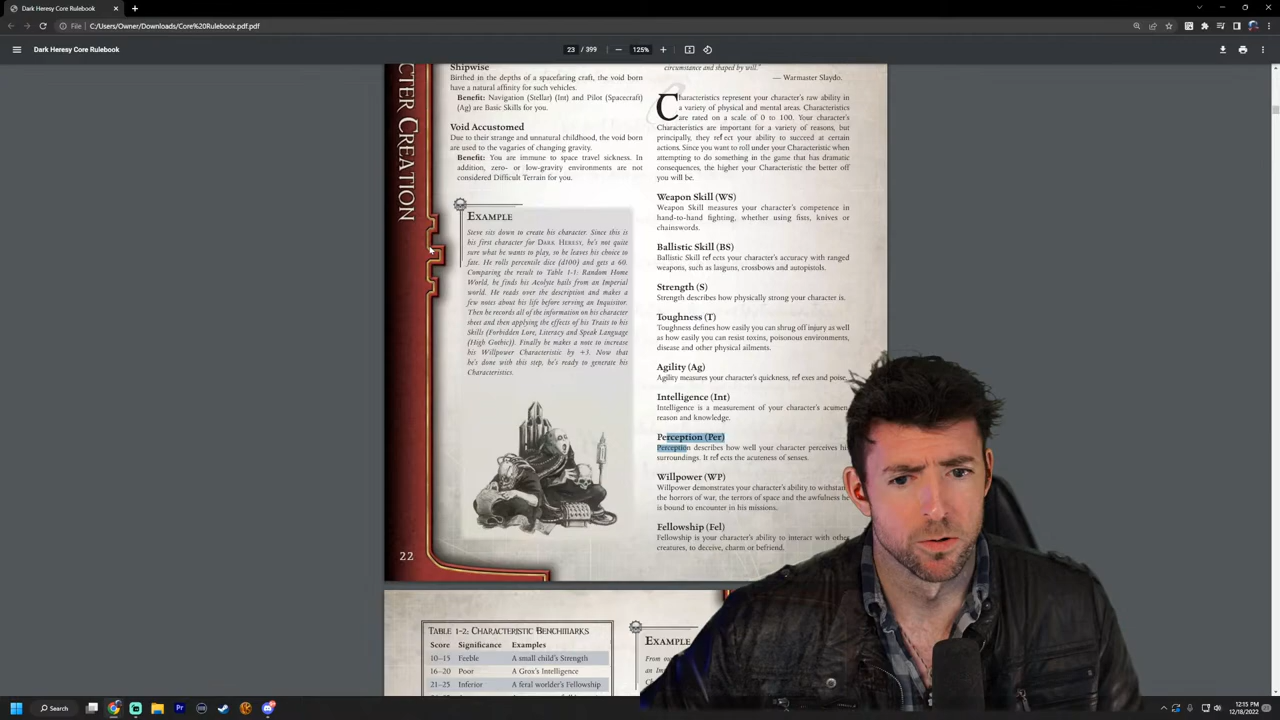 Dark Heresy Core Rulebook
File
C:/Users/Owner/Downloads/Core%20Rulebook.pdf.pdf
Dark Heresy Core Rulebook
23 / 399
125%
CTER CREATION
Shipwise
Birthed in the depths of a spacefaring craft, the void born
have a natural affinity for such vehicles.
Benefit: Navigation (Stellar) (Int) and Pilot (Spacecraft)
(Ag) are Basic Skills for you.
Void Accustomed
Due to their strange and unnatural childhood, the void born
are used to the vagaries of changing gravity.
Benefit: You are immune to space travel sickness. In
addition, zero- or low-gravity environments are not
considered Difficult Terrain for you.
EXAMPLE
Steve sits down to create his character. Since this is
his first character for DARK HERESY, he's not quite
sure what he wants to play, so he leaves his choice to
fate. He rolls percentile dice (d100) and gets a 60.
Comparing the result to Table 1-1: Random Home
World, he finds his Acolyte hails from an Imperial
world. He reads over the description and makes a
few notes about his life before serving an Inquisitor.
Then he records all of the information on his character
sheet and then applying the effects of his Traits to his
Skills (Forbidden Lore, Literacy and Speak Language
(High Gothic)). Finally he makes a note to increase
his Willpower Characteristic by +3. Now that
he's done with this step, he's ready to generate his
Characteristics.
22
circumstance and shaped by will."
— Warmaster Slaydo.
Characteristics represent your character's raw ability in
a variety of physical and mental areas. Characteristics
are rated on a scale of 0 to 100. Your character's
Characteristics are important for a variety of reasons, but
principally, they ref ect your ability to succeed at certain
actions. Since you want to roll under your Characteristic when
attempting to do something in the game that has dramatic
consequences, the higher your Characteristic the better off
you will be.
Weapon Skill (WS)
Weapon Skill measures your character's competence in
hand-to-hand fighting, whether using fists, knives or
chainswords.
Ballistic Skill (BS)
Ballistic Skill ref ects your character's accuracy with ranged
weapons, such as lasguns, crossbows and autopistols.
Strength (S)
Strength describes how physically strong your character is.
Toughness (T)
Toughness defines how easily you can shrug off injury as well
as how easily you can resist toxins, poisonous environments,
disease and other physical ailments.
Agility (Ag)
Agility measures your character's quickness, ref exes and poise.
Intelligence (Int)
Intelligence is a measurement of your character's acumen,
reason and knowledge.
Perception (Per)
Perception describes how well your character perceives his
surroundings. It ref ects the acuteness of senses.
Willpower (WP)
Willpower demonstrates your character's ability to withstan
the horrors of war, the terrors of space and the awfulness he
is bound to encounter in his missions.
Fellowship (Fel)
Fellowship is your character's ability to interact with other
creatures, to deceive, charm or befriend.
TABLE 1-2: CHARACTERISTIC BENCHMARKS
Score Significance Examples
10–15 Feeble A small child's Strength
16–20 Poor A Grox's Intelligence
21–25 Inferior A feral worlder's Fellowship
EXAMPLE
From
an Im
Search
12:15 PM
12/18/2022